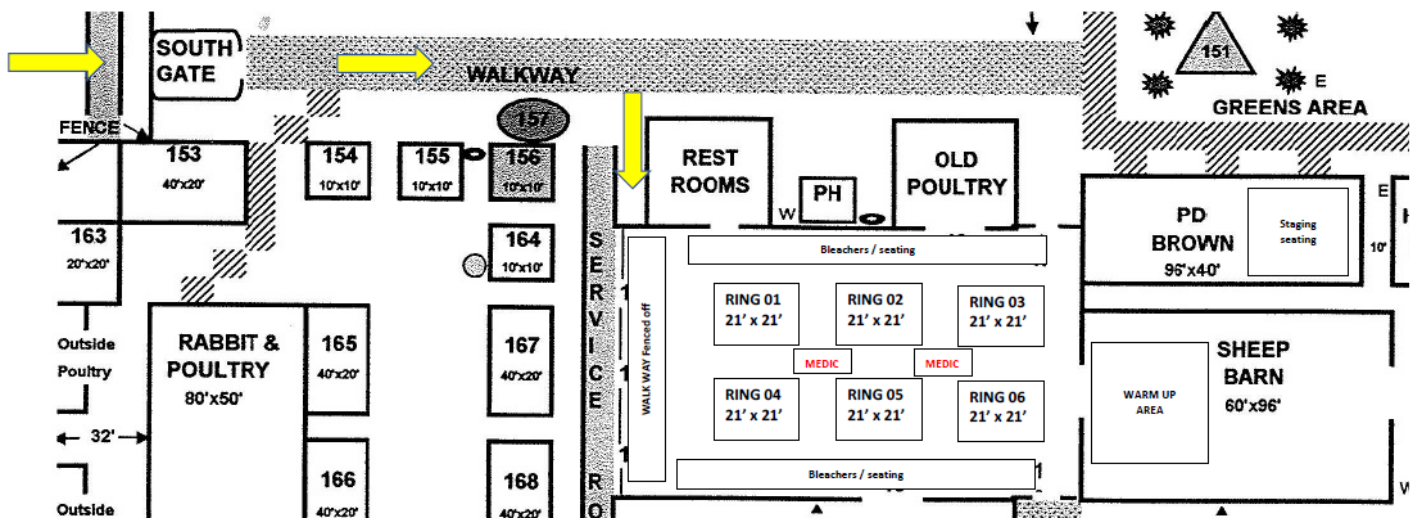 SOUTH
GATE
WALKWAY
151
E
GREENS AREA
FENCE
153
40'x20'
154
10'x10'
155
10'x10'
157
156
10'x10'
REST
ROOMS
W
PH
OLD
POULTRY
PD
BROWN
96'x40'
Staging
seating
E
10'
163
20'x20'
164
10'x10'
SERVICE RO
WALK WAY Fenced off
Bleachers / seating
RING 01
21' x 21'
RING 02
21' x 21'
RING 03
21' x 21'
MEDIC
MEDIC
RING 04
21' x 21'
RING 05
21' x 21'
RING 06
21' x 21'
Bleachers / seating
SHEEP
BARN
60'x96'
WARM UP
AREA
W
Outside
Poultry
32'
Outside
RABBIT &
POULTRY
80'x50'
165
40'x20'
167
40'x20'
166
40'x20'
168
40'x20'